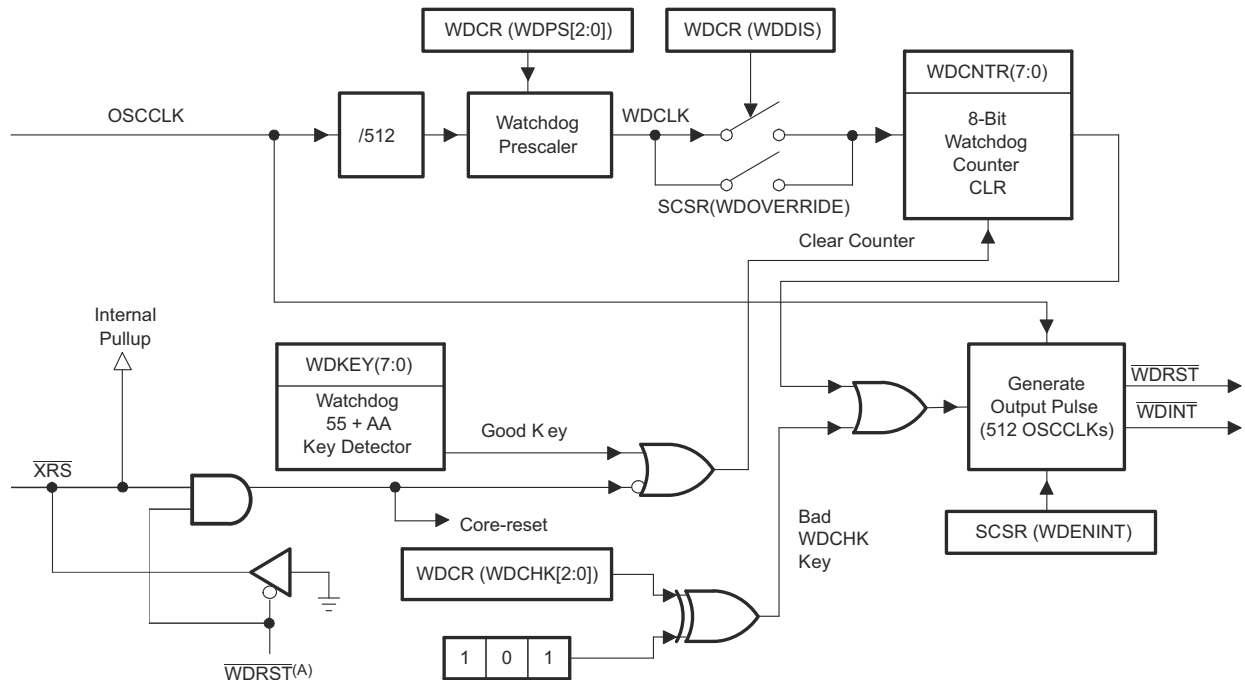 WDCR (WDPS[2:0])
WDCR (WDDIS)
WDCNTR(7:0)
OSCCLK
/512
Watchdog
Prescaler
WDCLK
8-Bit
Watchdog
Counter
CLR
SCSR(WDOVERRIDE)
Clear Counter
Internal
Pullup
WDKEY(7:0)
Watchdog
55 + AA
Key Detector
Good Key
Generate
Output Pulse
(512 OSCCLKs)
WDRST
WDINT
XRS
Core-reset
SCSR (WDENINT)
Bad
WDCHK
Key
WDCR (WDCHK[2:0])
1 0 1
WDRST(A)